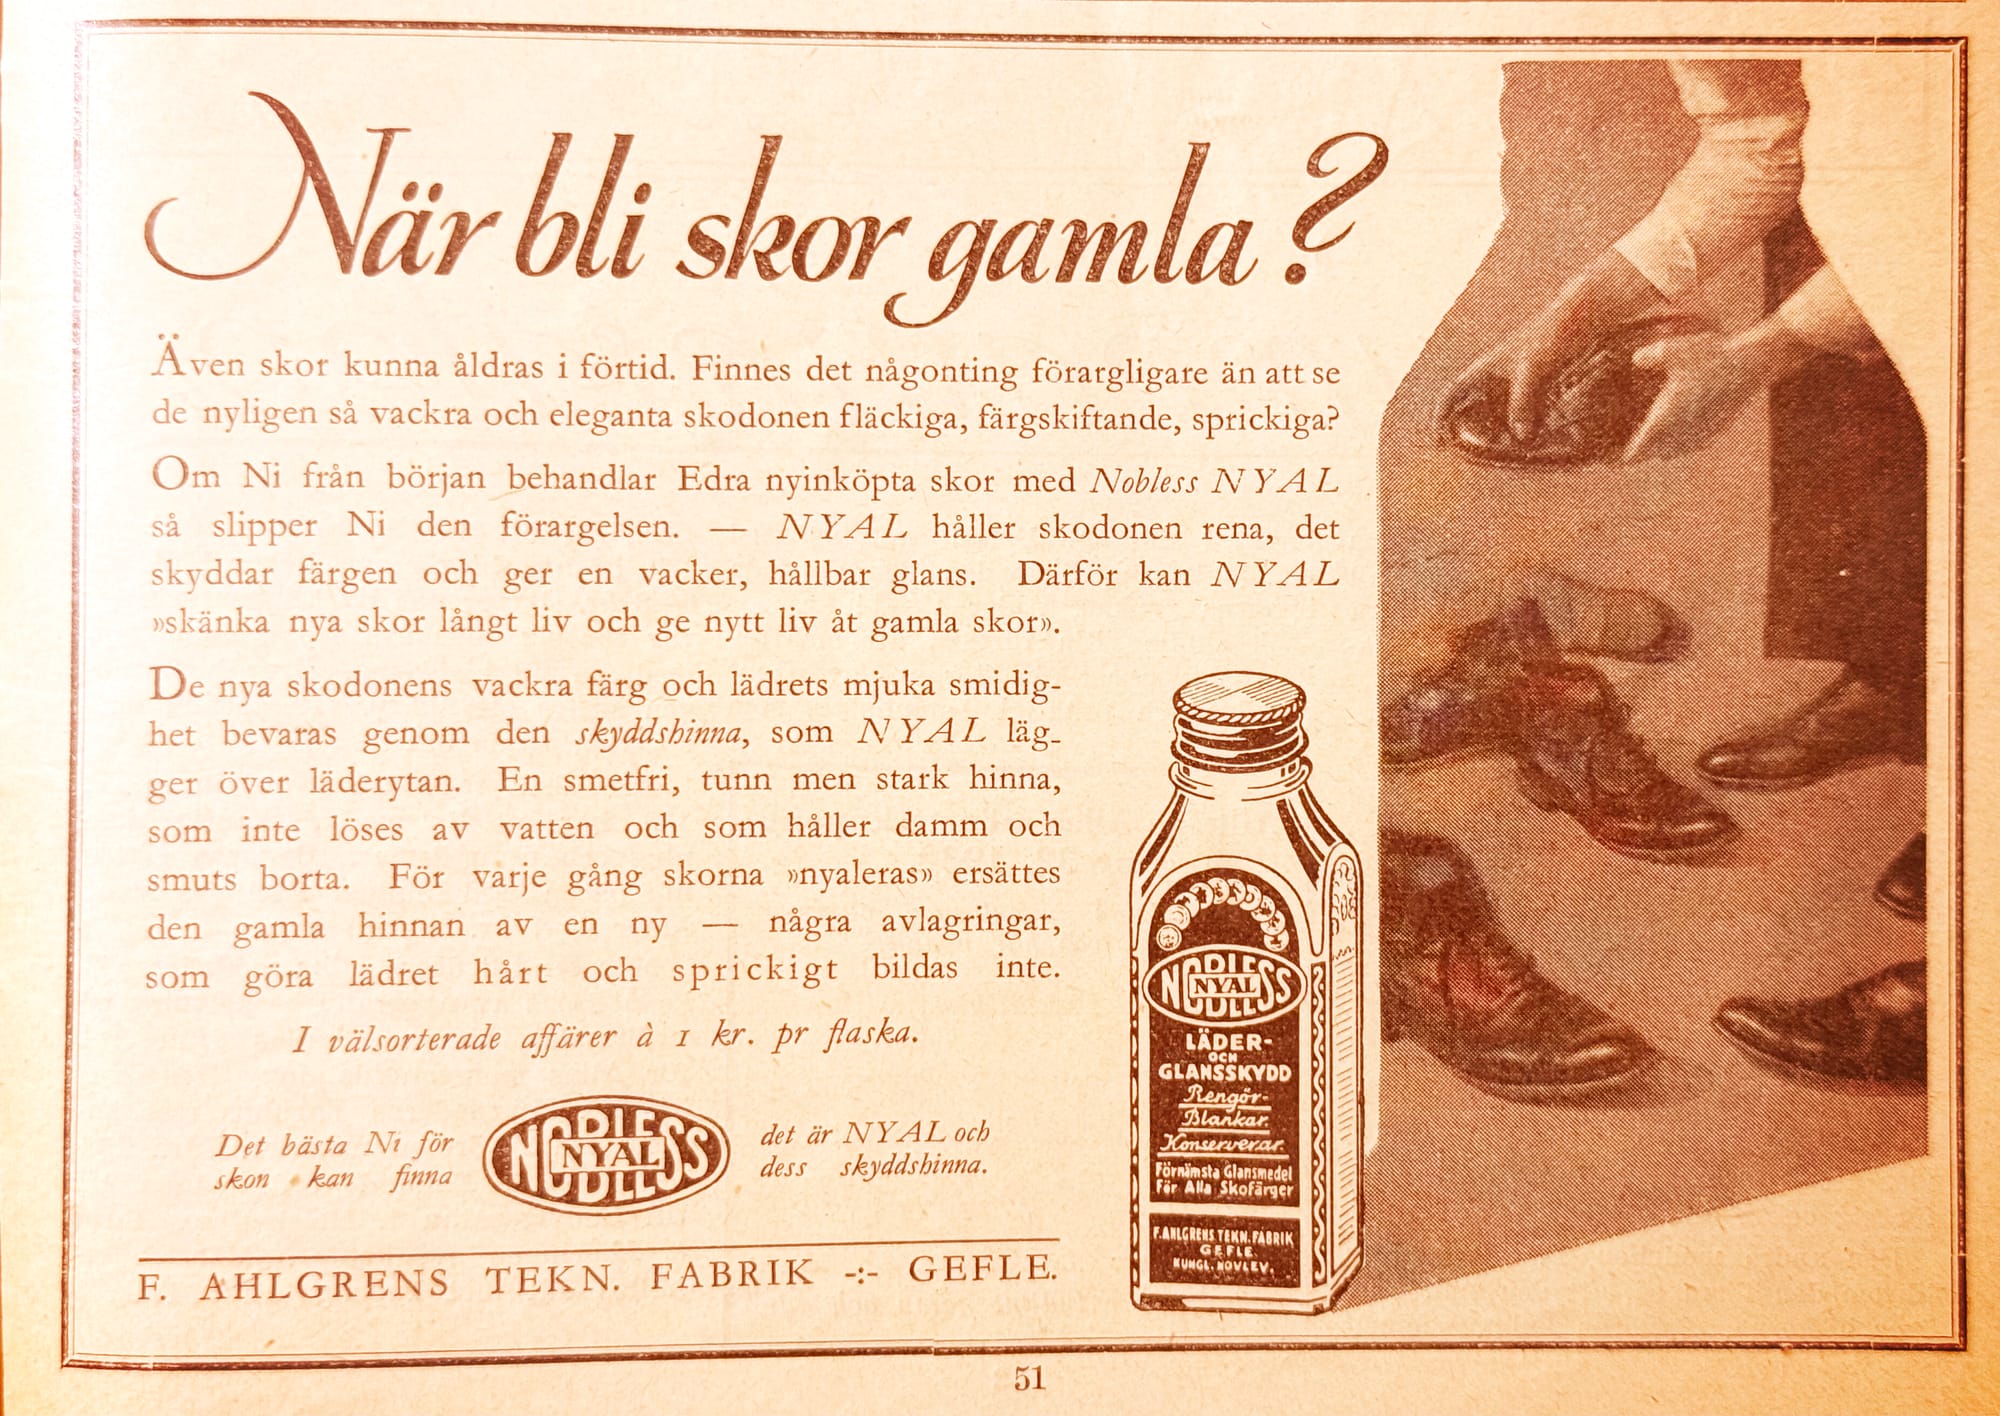 När bli skor gamla?
Även skor kunna åldras i förtid. Finnes det någonting förargligare än att se
de nyligen så vackra och eleganta skodonen fläckiga, färgskiftande, sprickiga?
Om Ni från början behandlar Edra nyinköpta skor med Nobless NYAL
så slipper Ni den förargelsen. — NYAL håller skodonen rena, det
skyddar färgen och ger en vacker, hållbar glans. Därför kan NYAL
»skänka nya skor långt liv och ge nytt liv åt gamla skor».
De nya skodonens vackra färg och lädrets mjuka smidig-
het bevaras genom den skyddshinna, som NYAL läg-
ger över läderytan. En smetfri, tunn men stark hinna,
som inte löses av vatten och som håller damm och
smuts borta. För varje gång skorna »nyaleras» ersättes
den gamla hinnan av en ny — några avlagringar,
som göra lädret hårt och sprickigt bildas inte.
I välsorterade affärer à 1 kr. pr flaska.
Det bästa Ni för
skon kan finna
NOBLESS
NYAL
det är NYAL och
dess skyddshinna.
F. AHLGRENS TEKN. FABRIK -:- GEFLE.
NOBLESS
NYAL
LÄDER-
OCH
GLANSSKYDD
Rengör-
Blankar.
Konserverar.
Förnämsta Glansmedel
För Alla Skofärger
F. AHLGRENS TEKN. FABRIK
GEFLE.
KUNGL. HOVLEV.
51